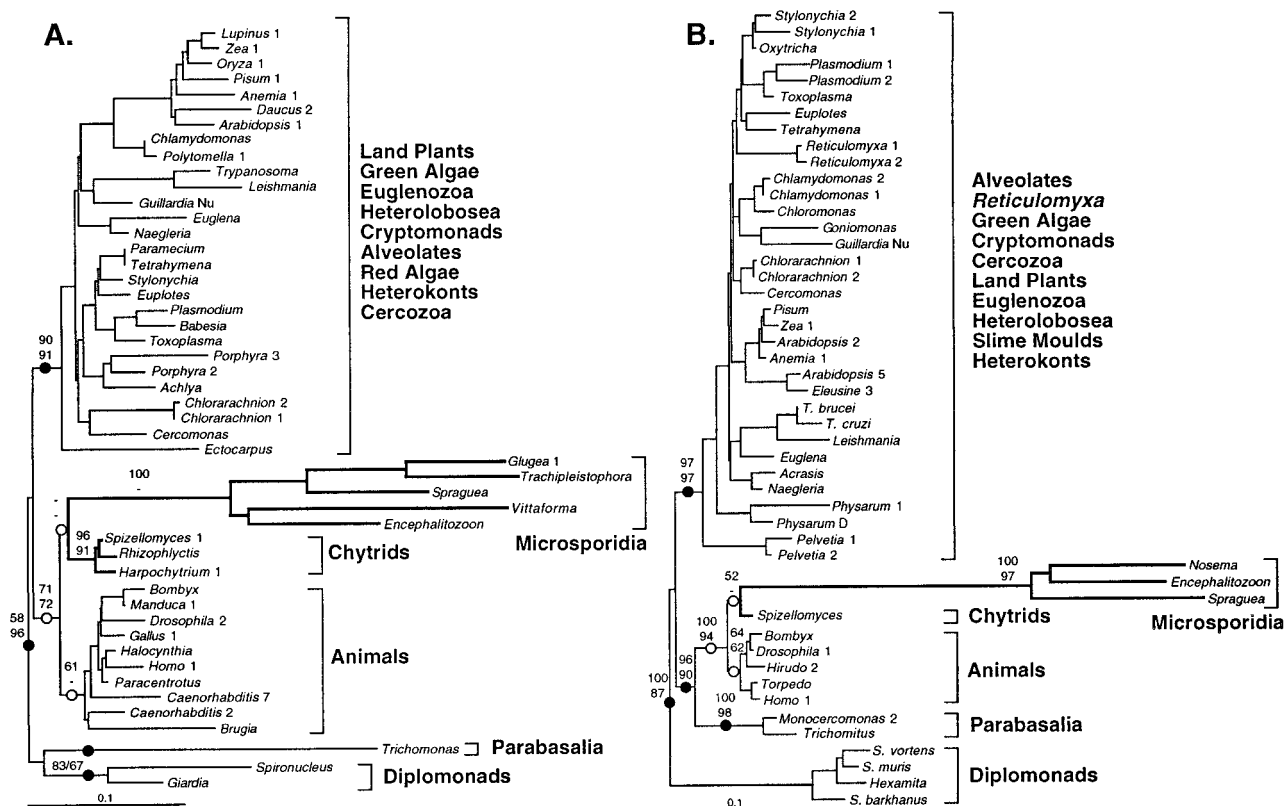 A.
Lupinus 1
Zea 1
Oryza 1
Pisum 1
Anemia 1
Daucus 2
Arabidopsis 1
Chlamydomonas
Polytomella 1
Trypanosoma
Leishmania
Guillardia Nu
Euglena
Naegleria
Paramecium
Tetrahymena
Stylonychia
Euplotes
Plasmodium
Babesia
Toxoplasma
Porphyra 3
Porphyra 2
Achlya
Chlorarachnion 2
Chlorarachnion 1
Cercomonas
Ectocarpus
Land Plants
Green Algae
Euglenozoa
Heterolobosea
Cryptomonads
Alveolates
Red Algae
Heterokonts
Cercozoa
90
91
100
-
Glugea 1
Trachipleistophora
Spraguea
Vittaforma
Encephalitozoon
Microsporidia
-
-
96
91
Spizellomyces 1
Rhizophlyctis
Harpochytrium 1
Chytrids
71
72
58
96
61
-
Bombyx
Manduca 1
Drosophila 2
Gallus 1
Halocynthia
Homo 1
Paracentrotus
Caenorhabditis 7
Caenorhabditis 2
Brugia
Animals
Trichomonas
Parabasalia
83/67
Spironucleus
Giardia
Diplomonads
0.1
B.
Stylonychia 2
Stylonychia 1
Oxytricha
Plasmodium 1
Plasmodium 2
Toxoplasma
Euplotes
Tetrahymena
Reticulomyxa 1
Reticulomyxa 2
Chlamydomonas 2
Chlamydomonas 1
Chloromonas
Goniomonas
Guillardia Nu
Chlorarachnion 1
Chlorarachnion 2
Cercomonas
Pisum
Zea 1
Arabidopsis 2
Anemia 1
Arabidopsis 5
Eleusine 3
T. brucei
T. cruzi
Leishmania
Euglena
Acrasis
Naegleria
Physarum 1
Physarum D
Pelvetia 1
Pelvetia 2
Alveolates
Reticulomyxa
Green Algae
Cryptomonads
Cercozoa
Land Plants
Euglenozoa
Heterolobosea
Slime Moulds
Heterokonts
97
97
100
97
Nosema
Encephalitozoon
Spraguea
Microsporidia
52
-
Spizellomyces
Chytrids
100
94
64
62
Bombyx
Drosophila 1
Hirudo 2
Torpedo
Homo 1
Animals
96
90
100
87
100
98
Monocercomonas 2
Trichomitus
Parabasalia
S. vortens
S. muris
Hexamita
S. barkhanus
Diplomonads
0.1